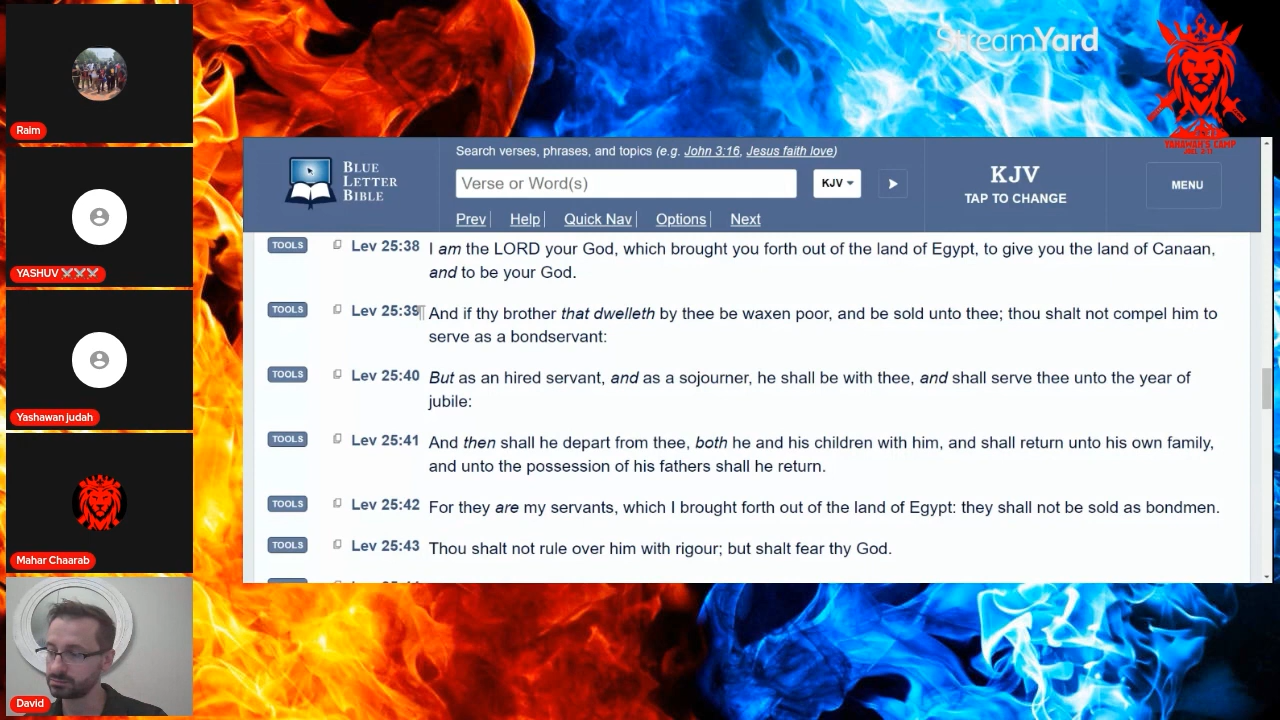 StreamYard
YAHAWAH'S CAMP
JOEL 2:11
Raim
YASHUV ⚔⚔⚔
Yashawan judah
Mahar Chaarab
David
BLUE
LETTER
BIBLE
Search verses, phrases, and topics (e.g. John 3:16, Jesus faith love)
Verse or Word(s)
KJV
Prev Help Quick Nav Options Next
KJV
TAP TO CHANGE
MENU
TOOLS Lev 25:38 I am the LORD your God, which brought you forth out of the land of Egypt, to give you the land of Canaan,
and to be your God.
TOOLS Lev 25:39 ¶ And if thy brother that dwelleth by thee be waxen poor, and be sold unto thee; thou shalt not compel him to
serve as a bondservant:
TOOLS Lev 25:40 But as an hired servant, and as a sojourner, he shall be with thee, and shall serve thee unto the year of
jubile:
TOOLS Lev 25:41 And then shall he depart from thee, both he and his children with him, and shall return unto his own family,
and unto the possession of his fathers shall he return.
TOOLS Lev 25:42 For they are my servants, which I brought forth out of the land of Egypt: they shall not be sold as bondmen.
TOOLS Lev 25:43 Thou shalt not rule over him with rigour; but shalt fear thy God.